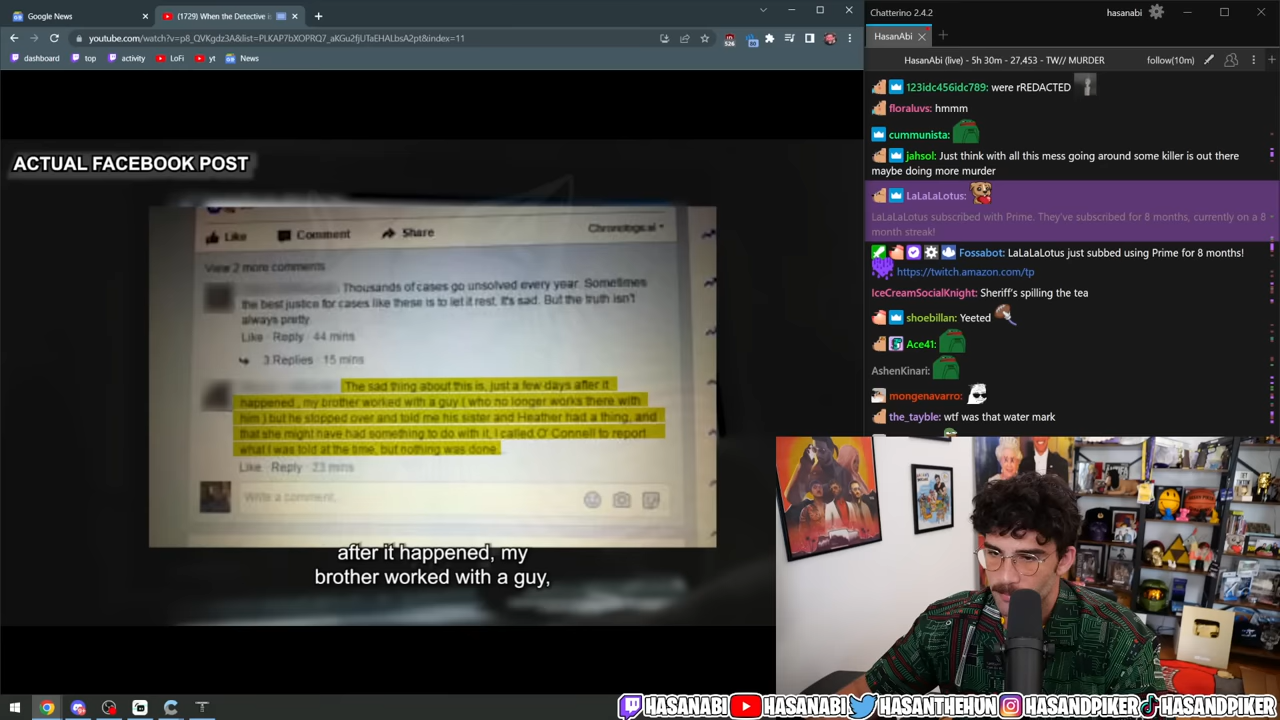 Google News
(1729) When the Detective is
youtube.com/watch?v=p8_QVKgdz3A&list=PLKAP7bXOPRQ7_aKGu2fjUTaEHALbsA2pt&index=11
526
80
dashboard
top
activity
LoFi
yt
News
ACTUAL FACEBOOK POST
Like
Comment
Share
Chronological
View 2 more comments
Thousands of cases go unsolved every year. Sometimes
the best justice for cases like these is to let it rest. It's sad. But the truth isn't
always pretty.
Like · Reply · 44 mins
3 Replies · 15 mins
The sad thing about this is, just a few days after it
happened , my brother worked with a guy ( who no longer works there with
him ) but he stopped over and told me his sister and Heather had a thing, and
that she might have had something to do with it. I called O' Connell to report
what I was told at the time, but nothing was done.
Like · Reply · 23 mins
Write a comment.
after it happened, my
brother worked with a guy,
Chatterino 2.4.2
hasanabi
HasanAbi
HasanAbi (live) - 5h 30m - 27,453 - TW// MURDER
follow(10m)
123idc456idc789: were rREDACTED
floraluvs: hmmm
cummunista:
jahsol: Just think with all this mess going around some killer is out there
maybe doing more murder
LaLaLaLotus:
LaLaLaLotus subscribed with Prime. They've subscribed for 8 months, currently on a 8
month streak!
Fossabot: LaLaLaLotus just subbed using Prime for 8 months!
https://twitch.amazon.com/tp
IceCreamSocialKnight: Sheriff's spilling the tea
shoebillan: Yeeted
Ace41:
AshenKinari:
mongenavarro:
the_tayble: wtf was that water mark
HASANABI
HASANABI
HASANTHEHUN
HASANDPIKER
HASANDPIKER